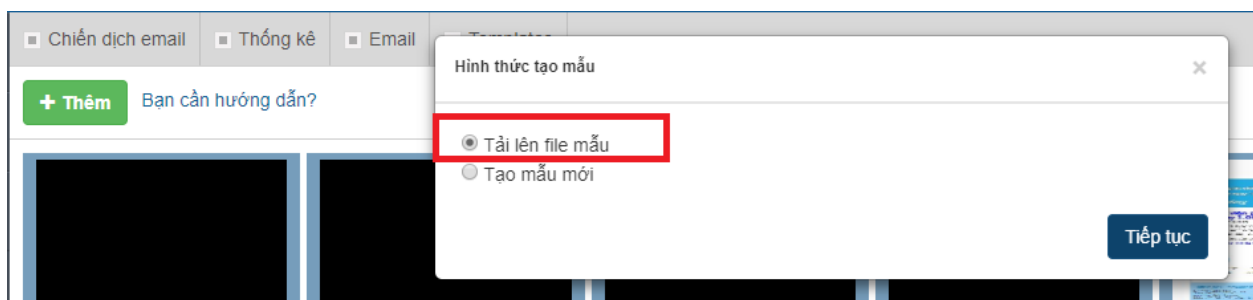 Chiến dịch email
Thống kê
Email
Templates
Hình thức tạo mẫu
×
+ Thêm
Bạn cần hướng dẫn?
Tải lên file mẫu
Tạo mẫu mới
Tiếp tục